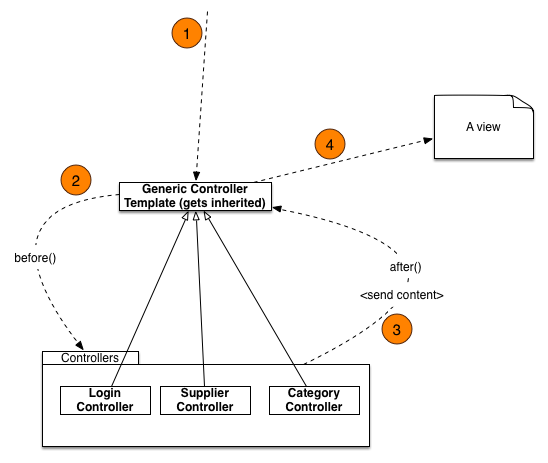 1
4
A view
2
Generic Controller
Template (gets inherited)
before()
after()
<send content>
3
Controllers
Login
Controller
Supplier
Controller
Category
Controller